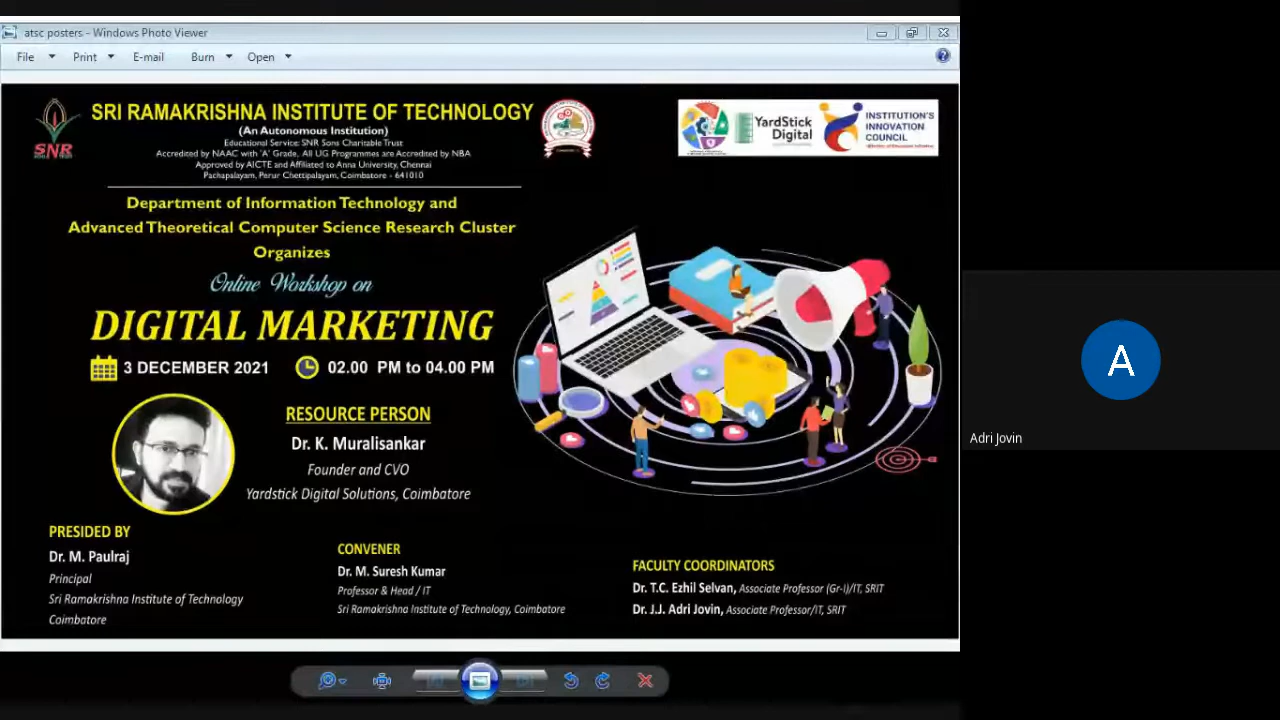 atsc posters - Windows Photo Viewer
File Print E-mail Burn Open
SRI RAMAKRISHNA INSTITUTE OF TECHNOLOGY
(An Autonomous Institution)
Educational Service: SNR Sons Charitable Trust
Accredited by NAAC with 'A' Grade, All UG Programmes are Accredited by NBA
Approved by AICTE and Affiliated to Anna University, Chennai
Pachapalayam, Perur Chettipalayam, Coimbatore - 641010
SNR
YardStick
Digital
INSTITUTION'S
INNOVATION
COUNCIL
Department of Information Technology and
Advanced Theoretical Computer Science Research Cluster
Organizes
Online Workshop on
DIGITAL MARKETING
3 DECEMBER 2021 02.00 PM to 04.00 PM
RESOURCE PERSON
Dr. K. Muralisankar
Founder and CVO
Yardstick Digital Solutions, Coimbatore
PRESIDED BY
Dr. M. Paulraj
Principal
Sri Ramakrishna Institute of Technology
Coimbatore
CONVENER
Dr. M. Suresh Kumar
Professor & Head / IT
Sri Ramakrishna Institute of Technology, Coimbatore
FACULTY COORDINATORS
Dr. T.C. Ezhil Selvan, Associate Professor (Gr-I)/IT, SRIT
Dr. J.J. Adri Jovin, Associate Professor/IT, SRIT
A
Adri Jovin